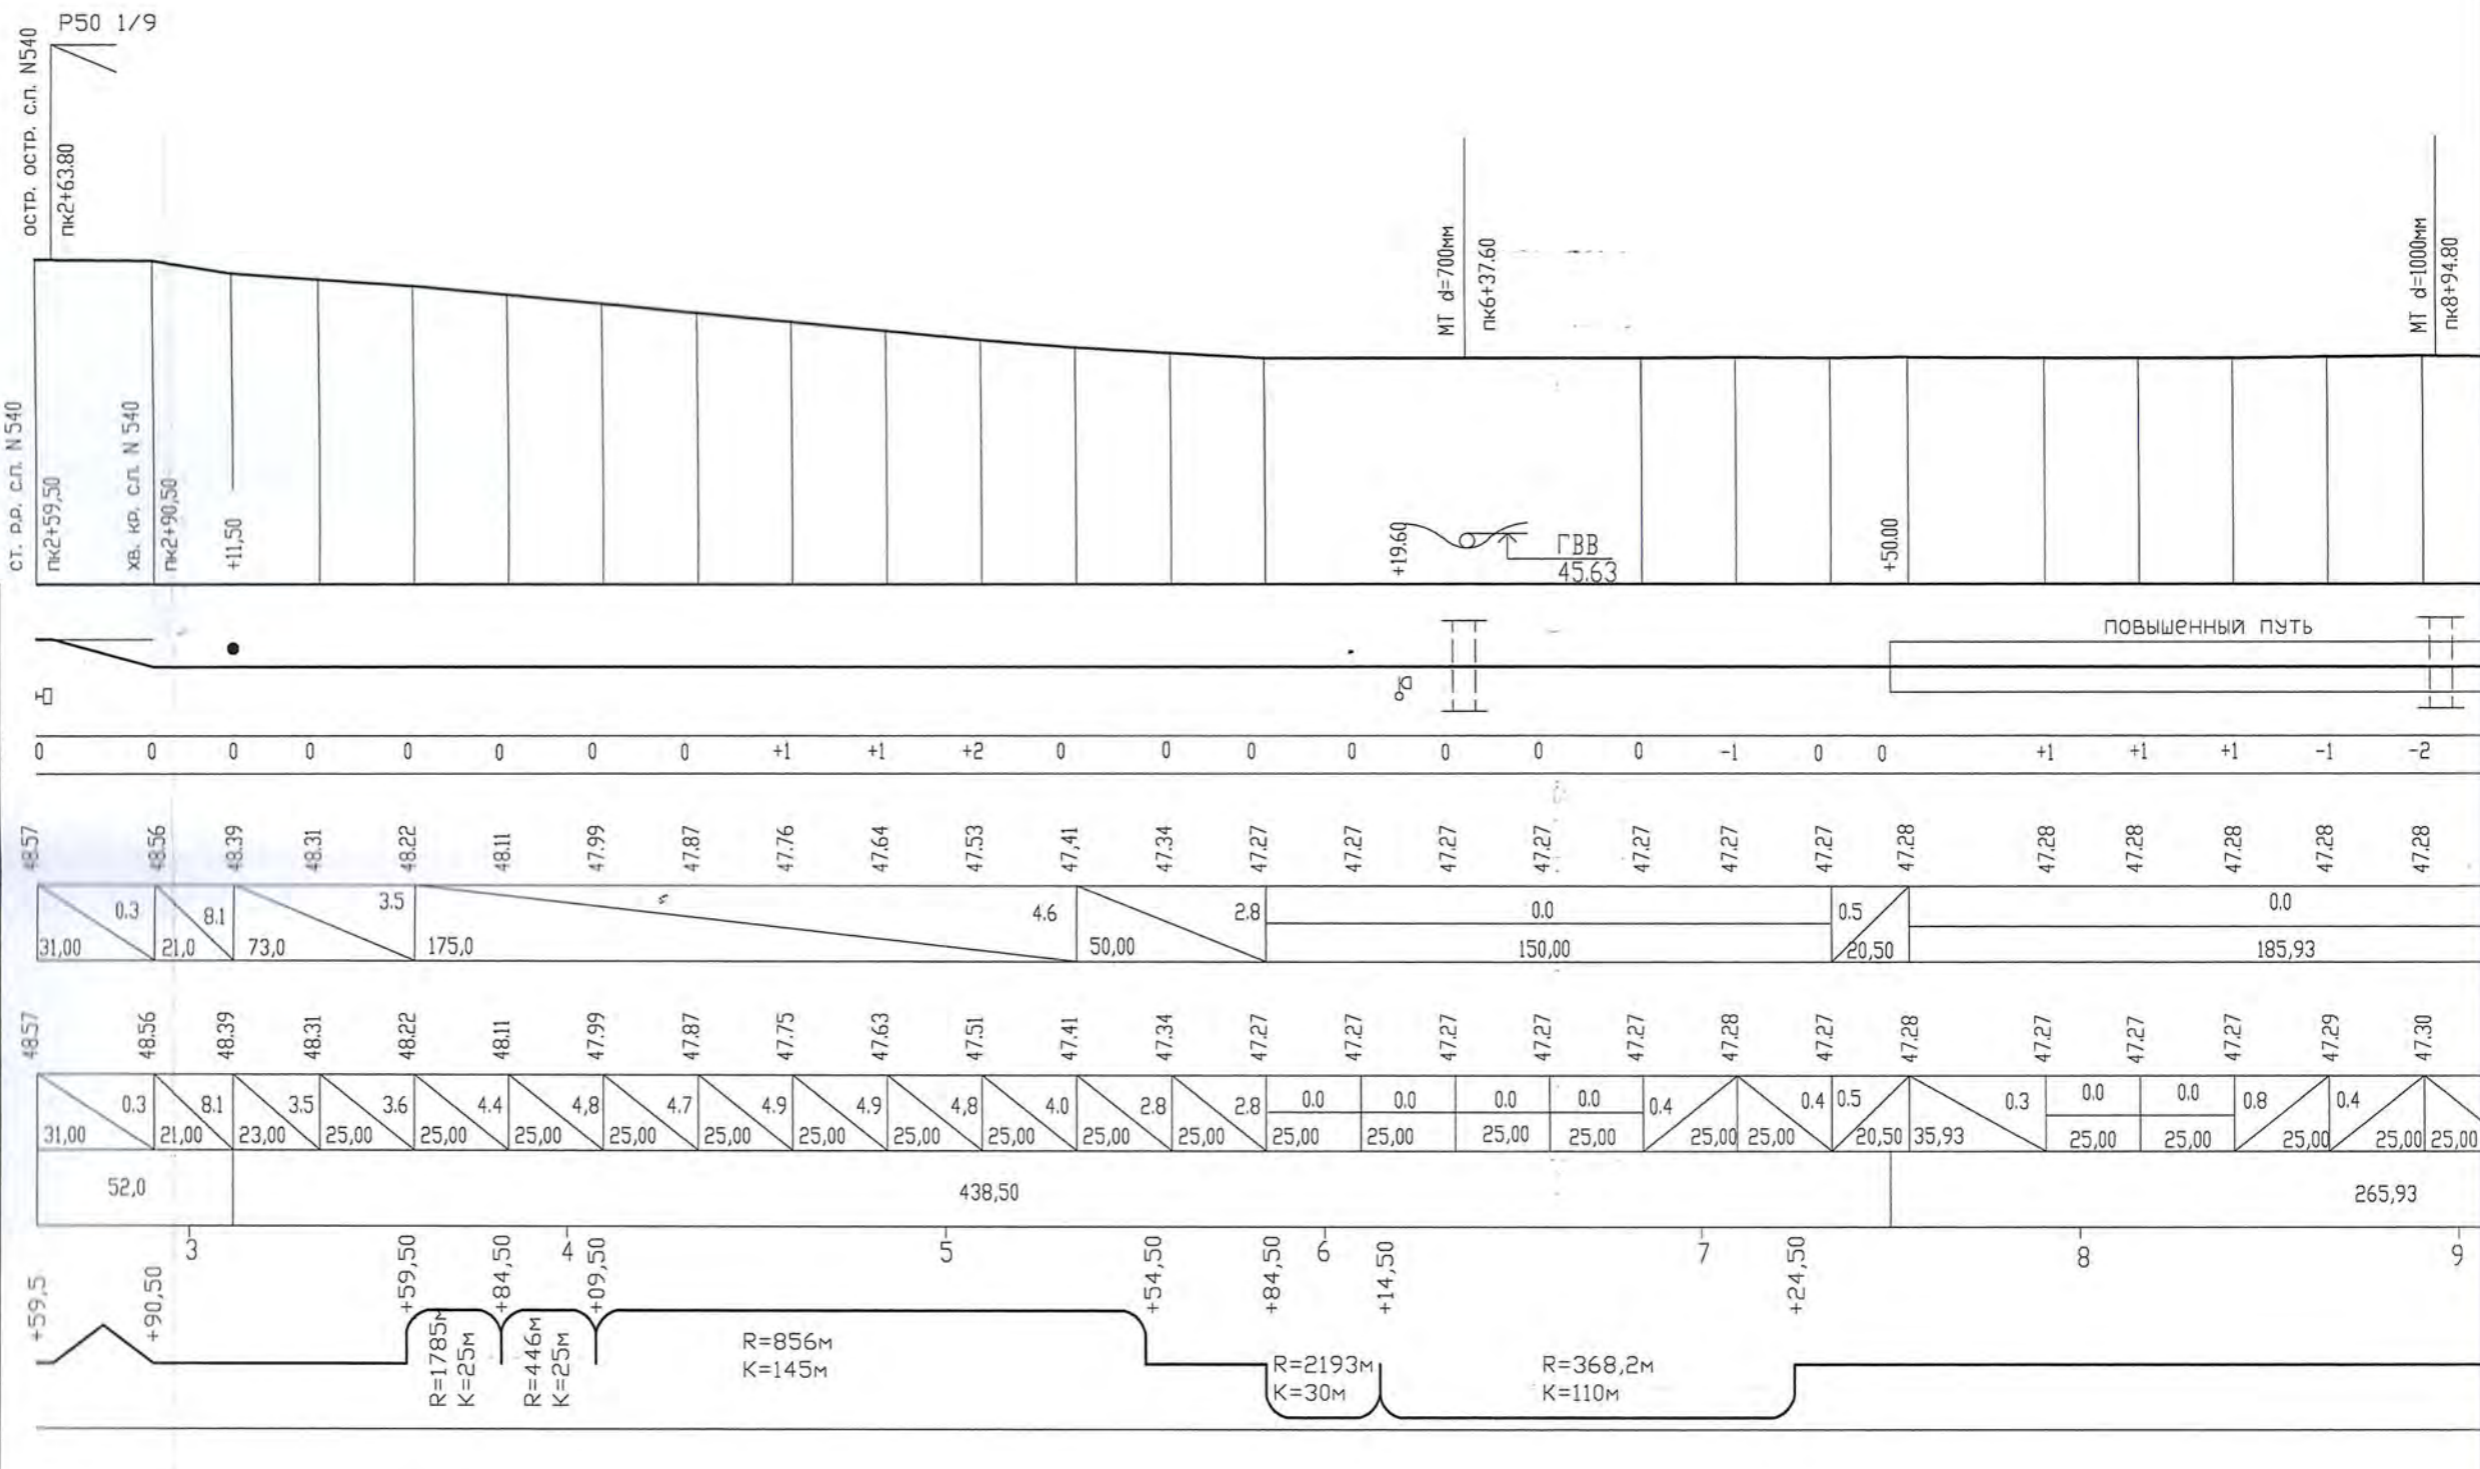 Р50 1/9
остр. остр. с.п. N540
пк2+63.80
МТ d=700мм
пк6+37.60
МТ d=1000мм
пк8+94.80
ст. р.р. с.п. N 540
пк2+59,50
хв. кр. с.п. N 540
пк2+90,50
+11,50
+19.60
ГВВ
45.63
+50.00
повышенный путь
0 0 0 0 0 0 0 0 +1 +1 +2 0 0 0 0 0 0 0 -1 0 0 +1 +1 +1 -1 -2
48.57 48.56 48.39 48.31 48.22 48.11 47.99 47.87 47.76 47.64 47.53 47,41 47.34 47.27 47.27 47.27 47.27 47.27 47.27 47.27 47.28 47.28 47.28 47.28 47.28 47.28
0.3 8.1 3.5 4.6 2.8 0.0 0.5 0.0
31,00 21,0 73,0 175,0 50,00 150,00 20,50 185,93
48.57 48.56 48.39 48.31 48.22 48.11 47.99 47.87 47.75 47.63 47.51 47.41 47.34 47.27 47.27 47.27 47.27 47.27 47.28 47.27 47.28 47.27 47.27 47.27 47.29 47.30
0.3 8.1 3.5 3.6 4.4 4,8 4.7 4.9 4.9 4,8 4.0 2.8 2.8 0.0 0.0 0.0 0.0 0.4 0.4 0.5 0.3 0.0 0.0 0.8 0.4
31,00 21,00 23,00 25,00 25,00 25,00 25,00 25,00 25,00 25,00 25,00 25,00 25,00 25,00 25,00 25,00 25,00 25,00 25,00 20,50 35,93 25,00 25,00 25,00 25,00 25,00
52,0 438,50 265,93
3 4 5 6 7 8 9
+59,5 +90,50 +59,50 +84,50 +09,50 +54,50 +84,50 +14,50 +24,50
R=1785м
К=25м
R=446м
К=25м
R=856м
К=145м
R=2193м
К=30м
R=368,2м
К=110м